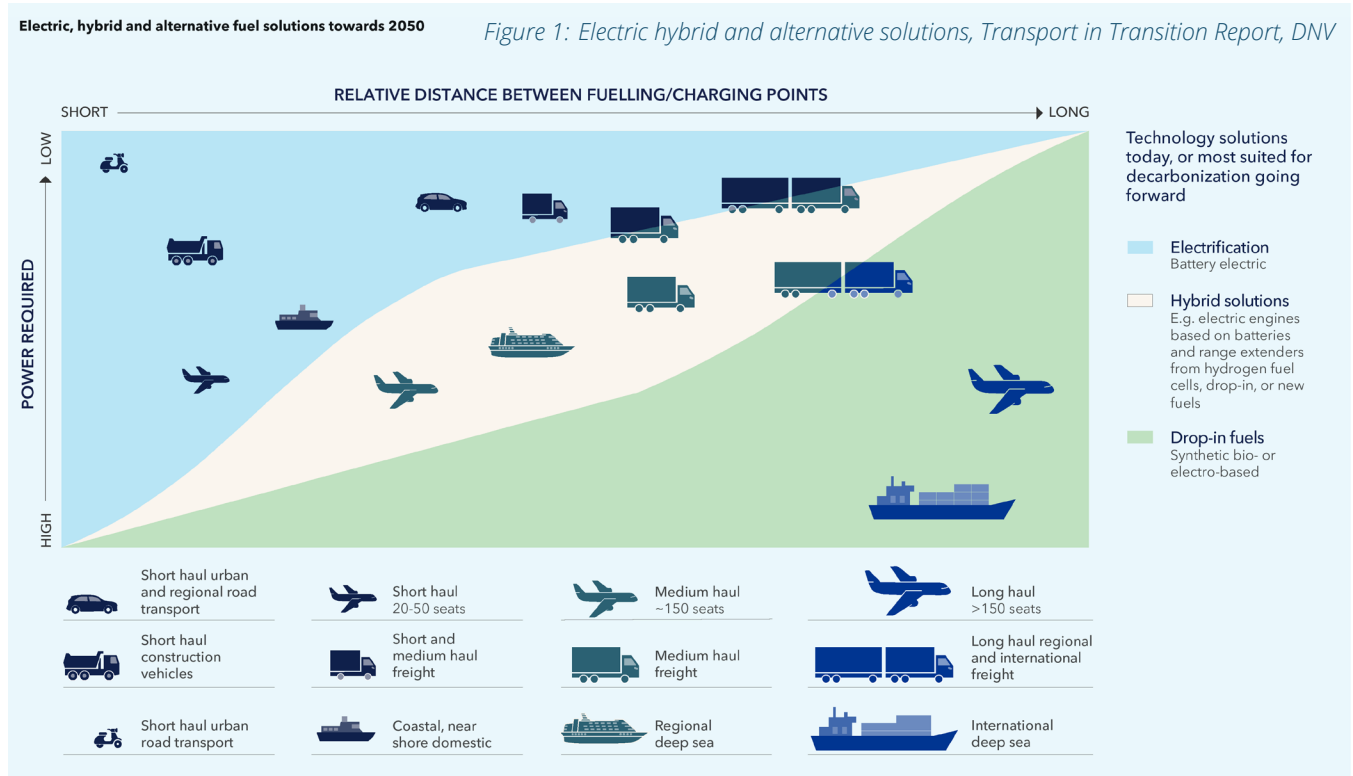 Electric, hybrid and alternative fuel solutions towards 2050
Figure 1: Electric hybrid and alternative solutions, Transport in Transition Report, DNV
RELATIVE DISTANCE BETWEEN FUELLING/CHARGING POINTS
SHORT
LONG
LOW
POWER REQUIRED
HIGH
Technology solutions
today, or most suited for
decarbonization going
forward
Electrification
Battery electric
Hybrid solutions
E.g. electric engines
based on batteries
and range extenders
from hydrogen fuel
cells, drop-in, or new
fuels
Drop-in fuels
Synthetic bio- or
electro-based
Short haul urban
and regional road
transport
Short haul
20-50 seats
Medium haul
~150 seats
Long haul
>150 seats
Short haul
construction
vehicles
Short and
medium haul
freight
Medium haul
freight
Long haul regional
and international
freight
Short haul urban
road transport
Coastal, near
shore domestic
Regional
deep sea
International
deep sea